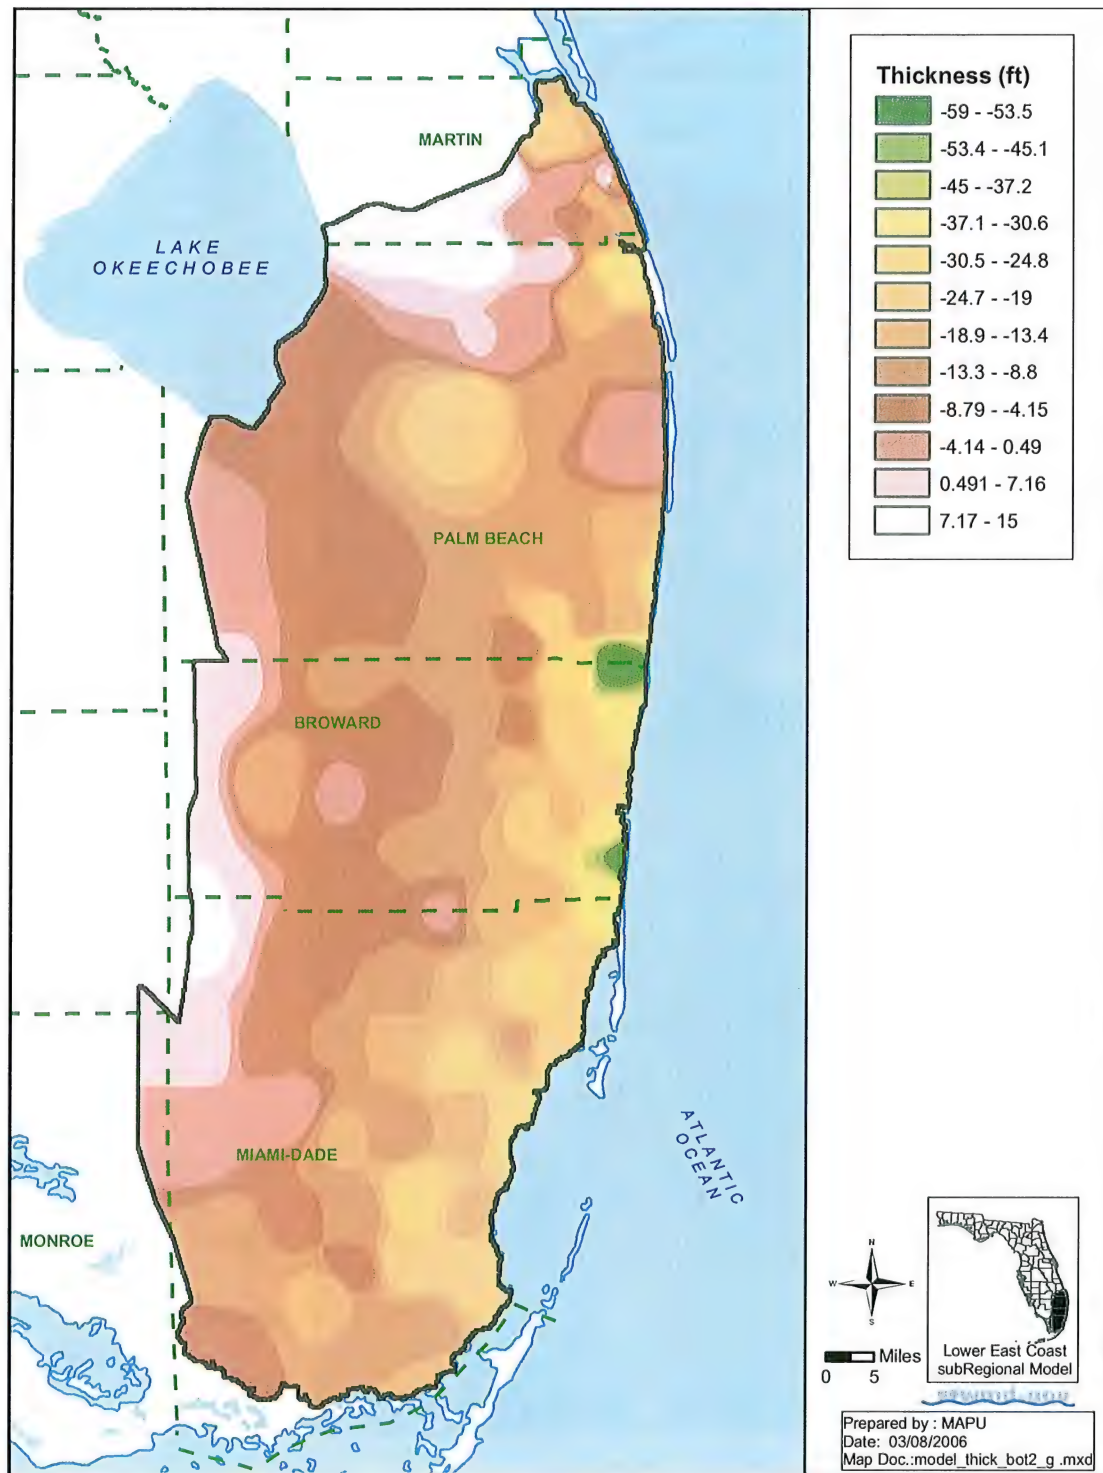 MARTIN
LAKE
OKEECHOBEE
PALM BEACH
BROWARD
MIAMI-DADE
MONROE
ATLANTIC
OCEAN
Thickness (ft)
-59 - -53.5
-53.4 - -45.1
-45 - -37.2
-37.1 - -30.6
-30.5 - -24.8
-24.7 - -19
-18.9 - -13.4
-13.3 - -8.8
-8.79 - -4.15
-4.14 - 0.49
0.491 - 7.16
7.17 - 15
N
W E
S
Miles
0 5
Lower East Coast
subRegional Model
sfwmd.gov
Prepared by : MAPU
Date: 03/08/2006
Map Doc.:model_thick_bot2_g .mxd